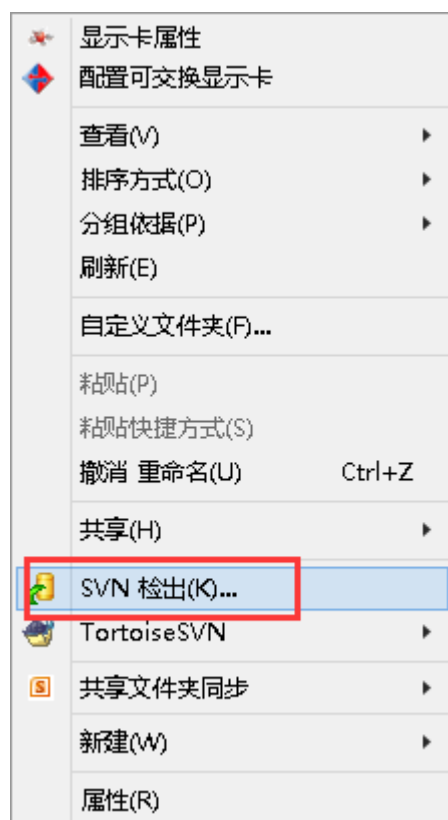 显示卡属性
配置可交换显示卡
查看(V)
排序方式(O)
分组依据(P)
刷新(E)
自定义文件夹(F)...
粘贴(P)
粘贴快捷方式(S)
撤消 重命名(U) Ctrl+Z
共享(H)
SVN 检出(K)...
TortoiseSVN
共享文件夹同步
新建(W)
属性(R)